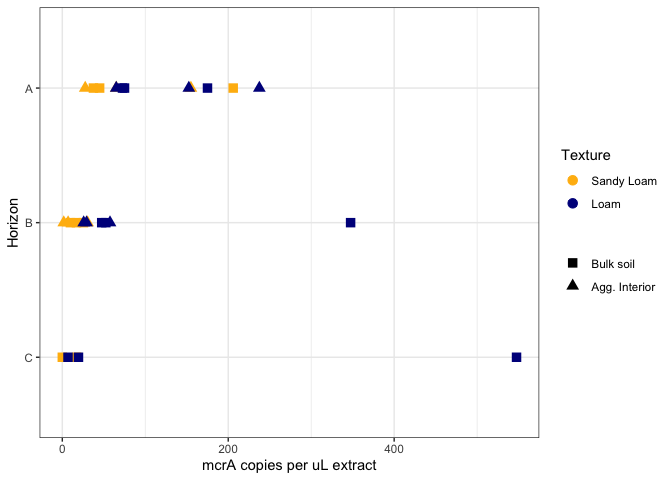 A
B
C
Horizon
0
200
400
mcrA copies per uL extract
Texture
Sandy Loam
Loam
Bulk soil
Agg. Interior